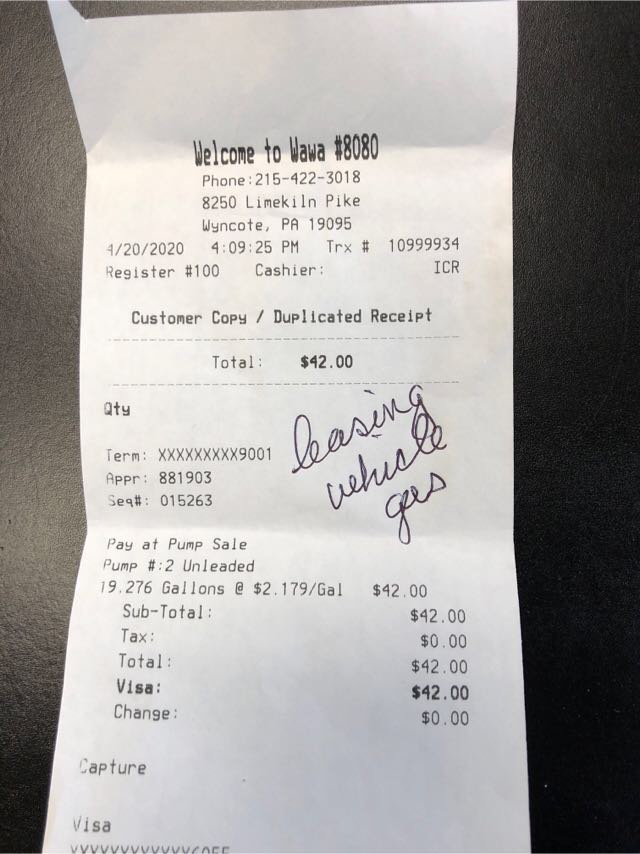 Welcome to Wawa #8080
Phone:215-422-3018
8250 Limekiln Pike
Wyncote, PA 19095
4/20/2020 4:09:25 PM Trx # 10999934
Register #100 Cashier: ICR
Customer Copy / Duplicated Receipt
Total: $42.00
Qty
leasing
vehicle
gas
Term: XXXXXXXXX9001
Appr: 881903
Seq#: 015263
Pay at Pump Sale
Pump #:2 Unleaded
19.276 Gallons @ $2.179/Gal $42.00
Sub-Total: $42.00
Tax: $0.00
Total: $42.00
Visa: $42.00
Change: $0.00
Capture
Visa